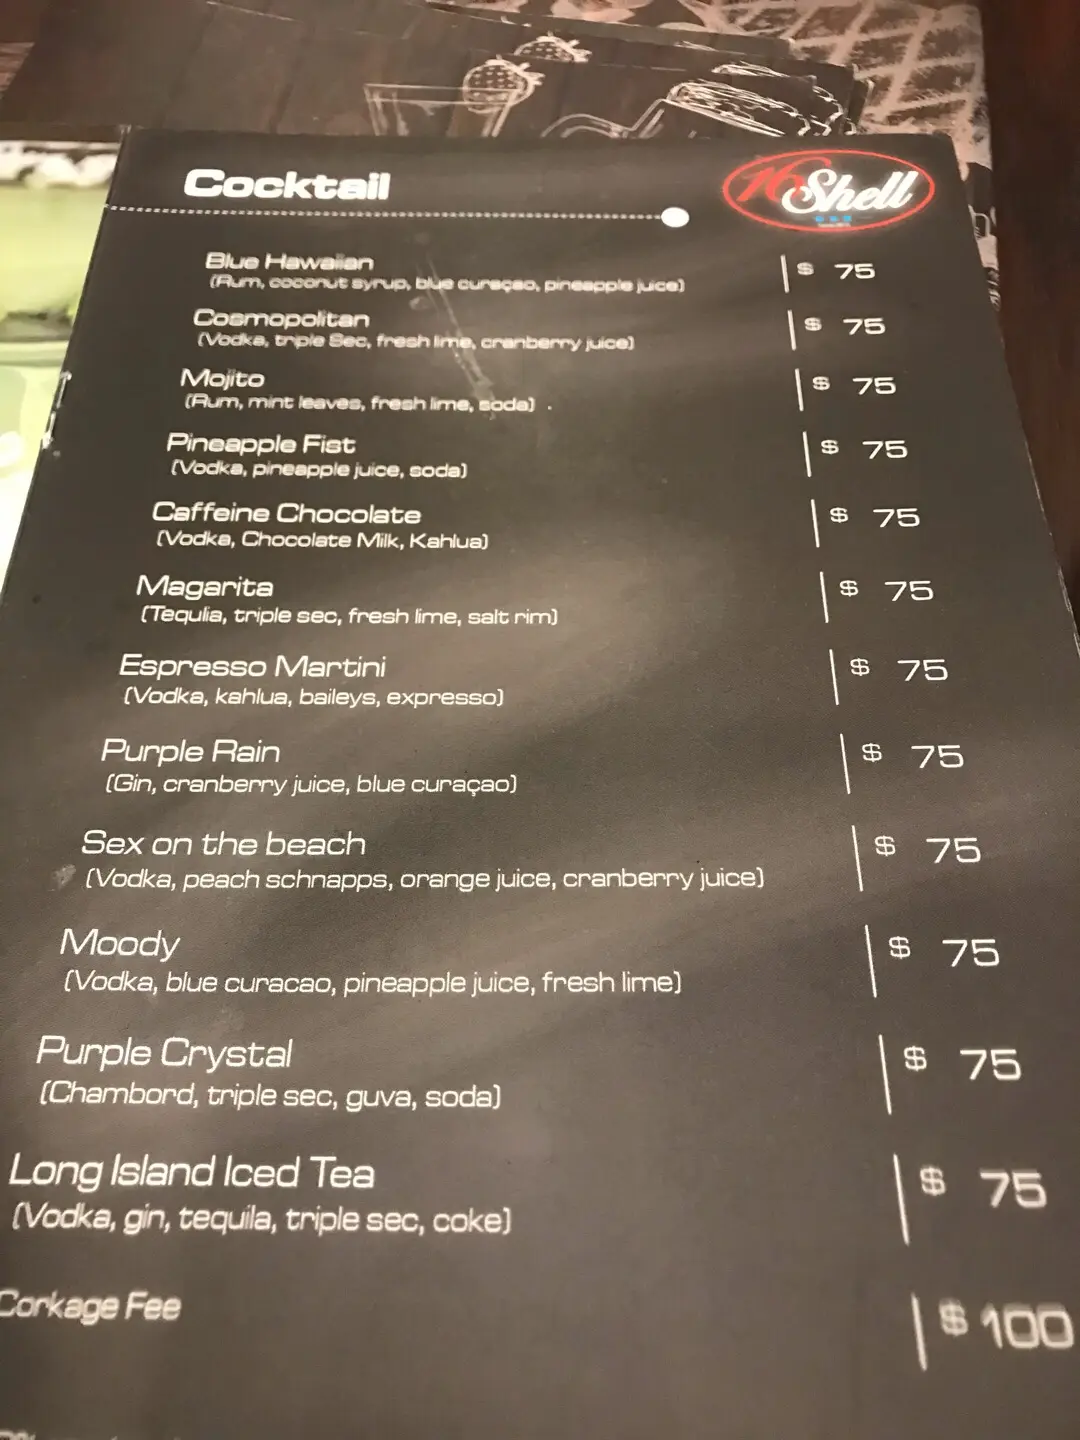 Cocktail
16 Shell
Blue Hawaiian $ 75
(Rum, coconut syrup, blue curaçao, pineapple juice)
Cosmopolitan $ 75
(Vodka, triple Sec, fresh lime, cranberry juice)
Mojito $ 75
(Rum, mint leaves, fresh lime, soda)
Pineapple Fist $ 75
(Vodka, pineapple juice, soda)
Caffeine Chocolate $ 75
(Vodka, Chocolate Milk, Kahlua)
Magarita $ 75
(Tequlia, triple sec, fresh lime, salt rim)
Espresso Martini $ 75
(Vodka, kahlua, baileys, expresso)
Purple Rain $ 75
(Gin, cranberry juice, blue curaçao)
Sex on the beach $ 75
(Vodka, peach schnapps, orange juice, cranberry juice)
Moody $ 75
(Vodka, blue curacao, pineapple juice, fresh lime)
Purple Crystal $ 75
(Chambord, triple sec, guva, soda)
Long Island Iced Tea $ 75
(Vodka, gin, tequila, triple sec, coke)
Corkage Fee $ 100